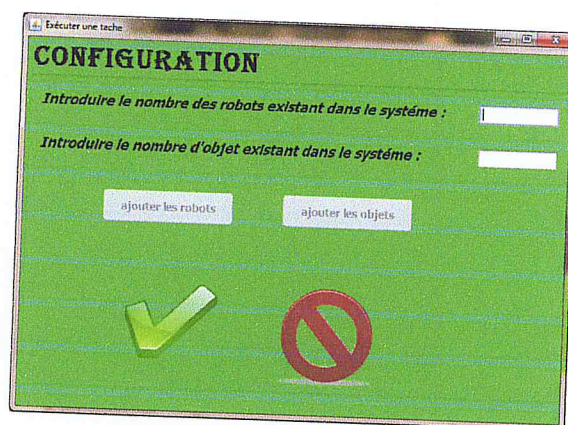 Exécuter une tache
CONFIGURATION
Introduire le nombre des robots existant dans le systéme :
Introduire le nombre d'objet existant dans le systéme :
ajouter les robots
ajouter les objets